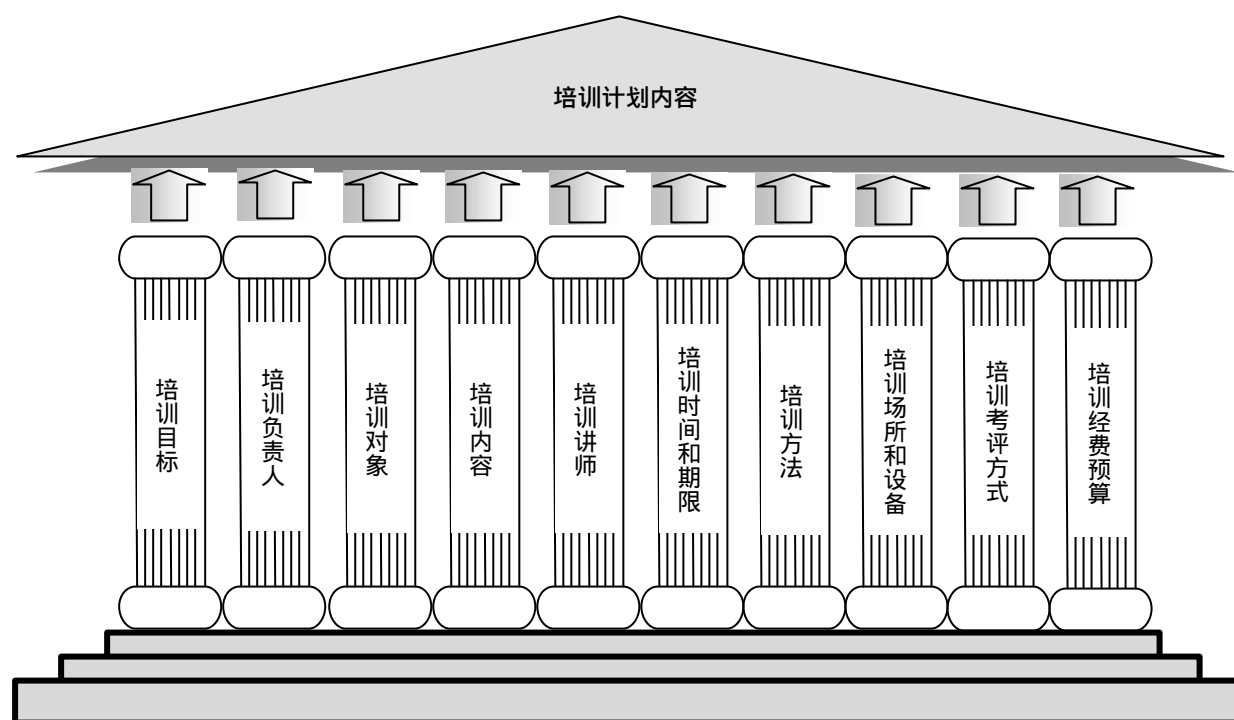 培训计划内容
培训目标
培训负责人
培训对象
培训内容
培训讲师
培训时间和期限
培训方法
培训场所和设备
培训考评方式
培训经费预算